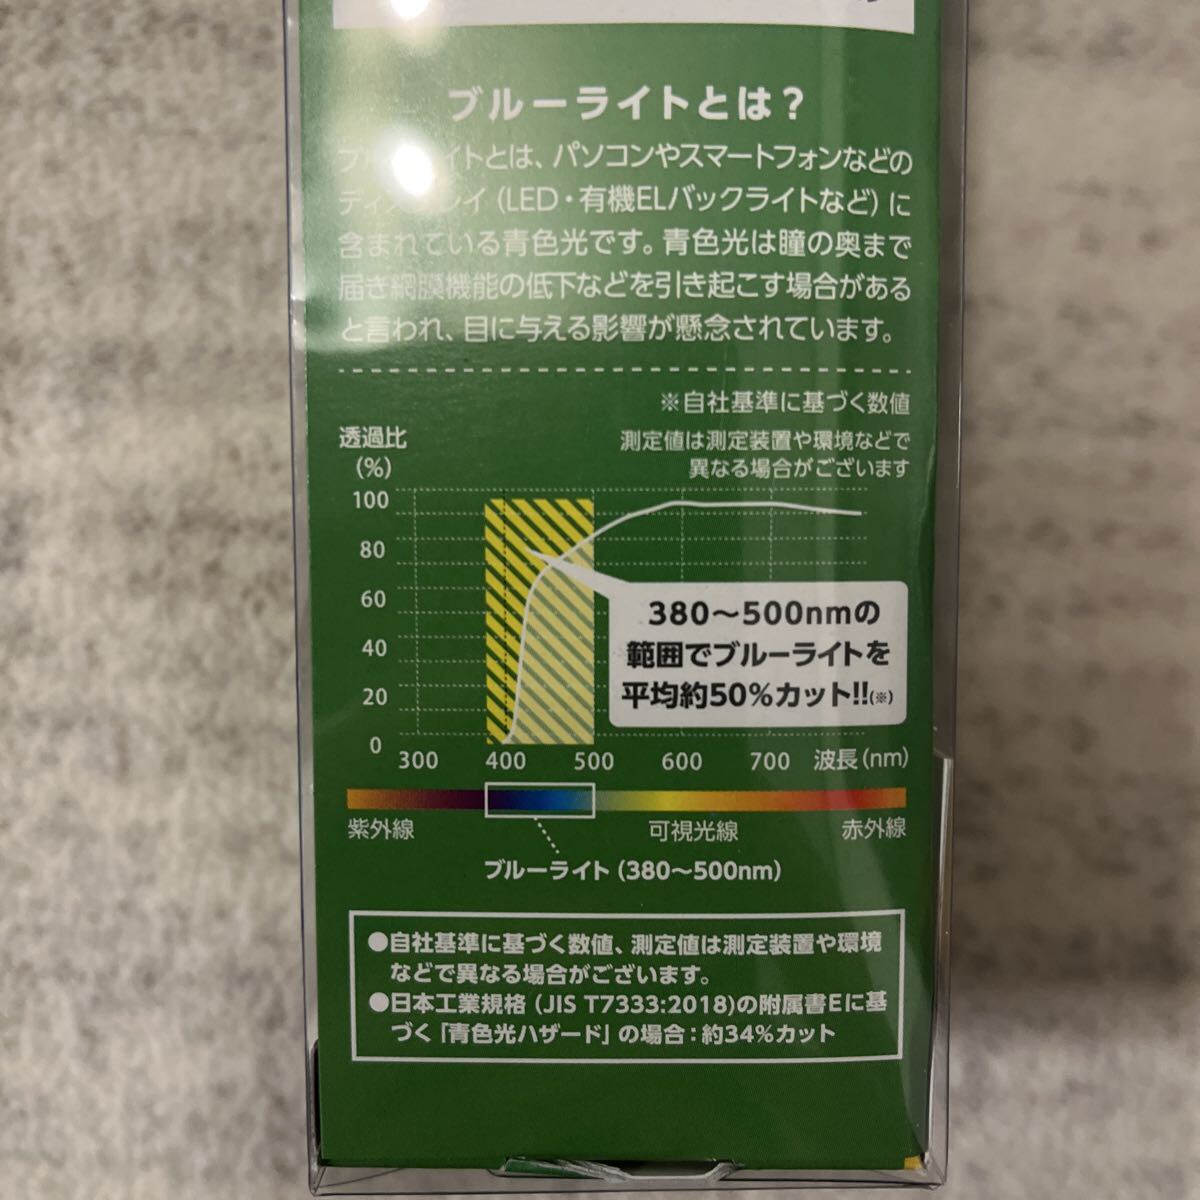 ブルーライトとは？
ブルーライトとは、パソコンやスマートフォンなどの
ディスプレイ（LED・有機ELバックライトなど）に
含まれている青色光です。青色光は瞳の奥まで
届き網膜機能の低下などを引き起こす場合がある
と言われ、目に与える影響が懸念されています。
※自社基準に基づく数値
測定値は測定装置や環境などで
異なる場合がございます
透過比
(%)
100
80
60
40
20
0
380〜500nmの
範囲でブルーライトを
平均約50%カット!!(※)
300 400 500 600 700 波長(nm)
紫外線 可視光線 赤外線
ブルーライト（380〜500nm）
●自社基準に基づく数値、測定値は測定装置や環境
などで異なる場合がございます。
●日本工業規格（JIS T7333:2018)の附属書Eに基
づく「青色光ハザード」の場合：約34%カット